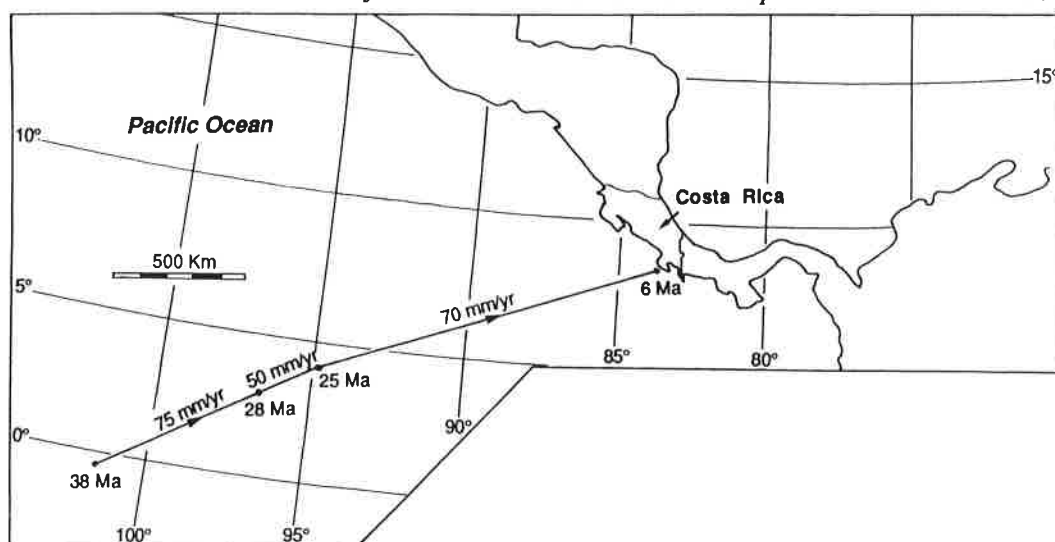 15°
Pacific Ocean
10°
Costa Rica
500 Km
5°
6 Ma
70 mm/yr
85°
80°
50 mm/yr
25 Ma
75 mm/yr
28 Ma
90°
0°
38 Ma
100°
95°